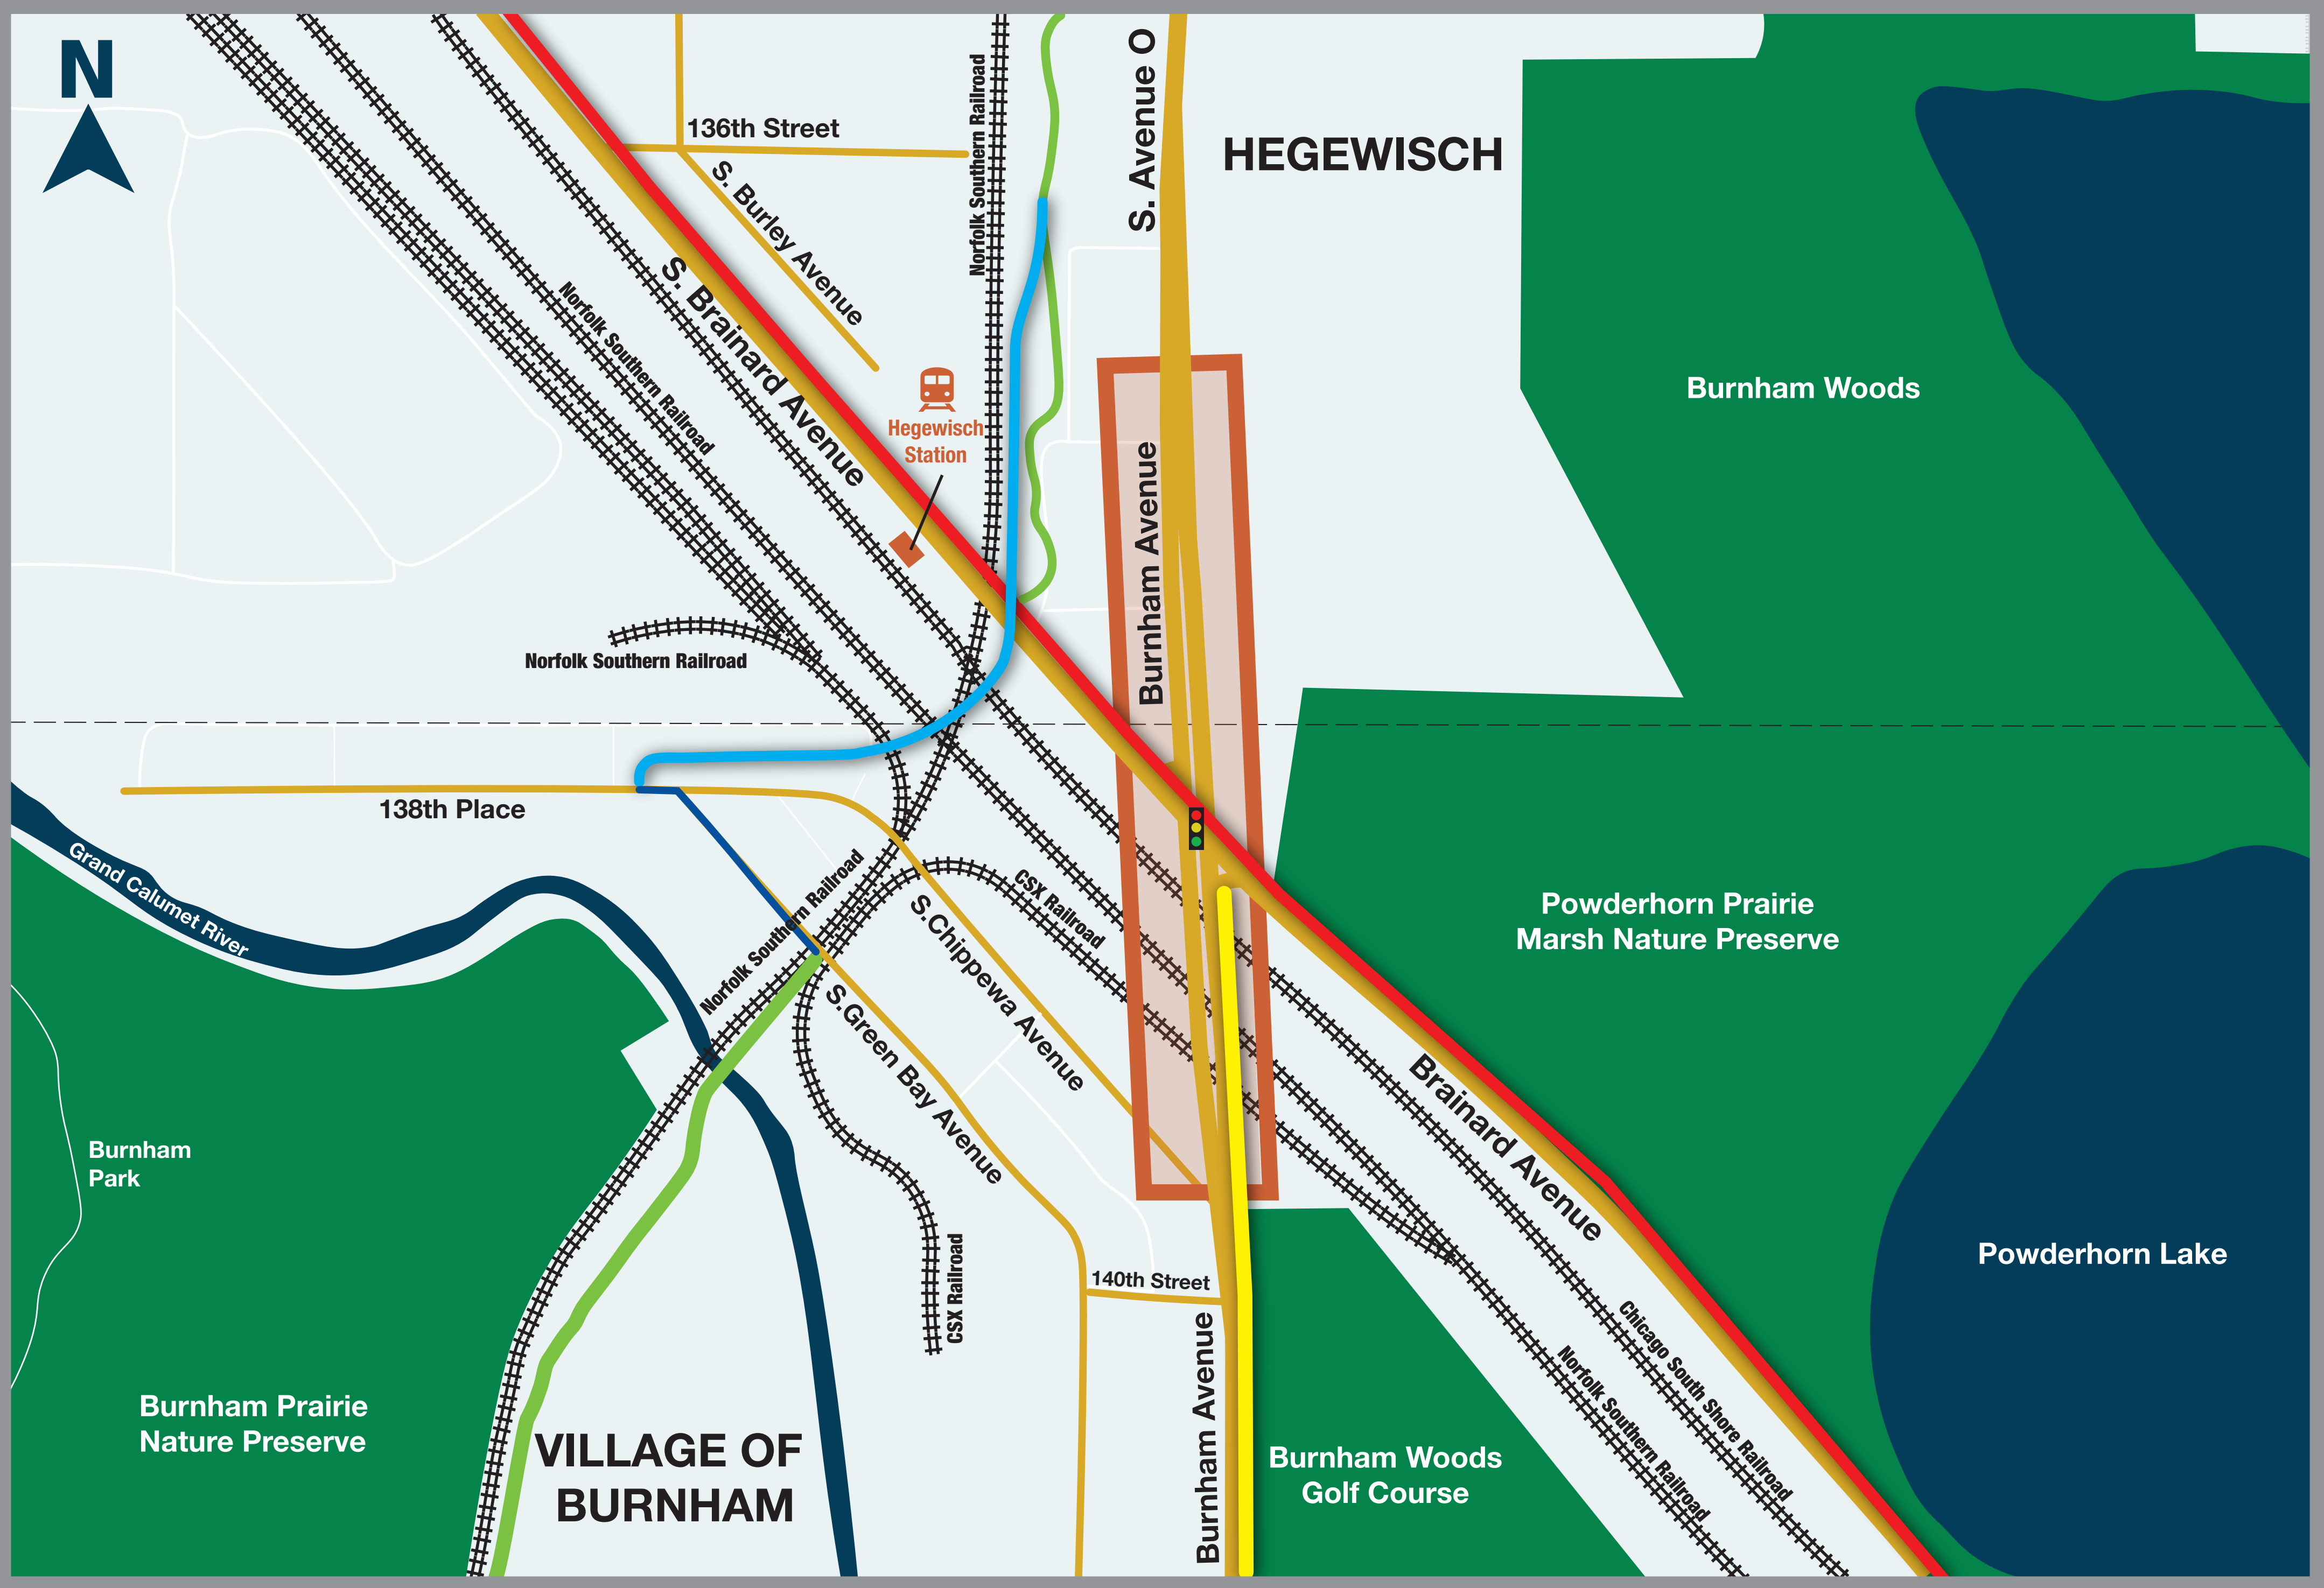 N
136th Street
S. Burley Avenue
Norfolk Southern Railroad
S. Avenue O
HEGEWISCH
Burnham Woods
S. Brainard Avenue
Norfolk Southern Railroad
Hegewisch
Station
Burnham Avenue
Norfolk Southern Railroad
138th Place
Grand Calumet River
Norfolk Southern Railroad
CSX Railroad
S.Chippewa Avenue
S.Green Bay Avenue
Powderhorn Prairie
Marsh Nature Preserve
Brainard Avenue
Burnham
Park
Powderhorn Lake
CSX Railroad
140th Street
Burnham Avenue
Chicago South Shore Railroad
Norfolk Southern Railroad
Burnham Prairie
Nature Preserve
VILLAGE OF
BURNHAM
Burnham Woods
Golf Course